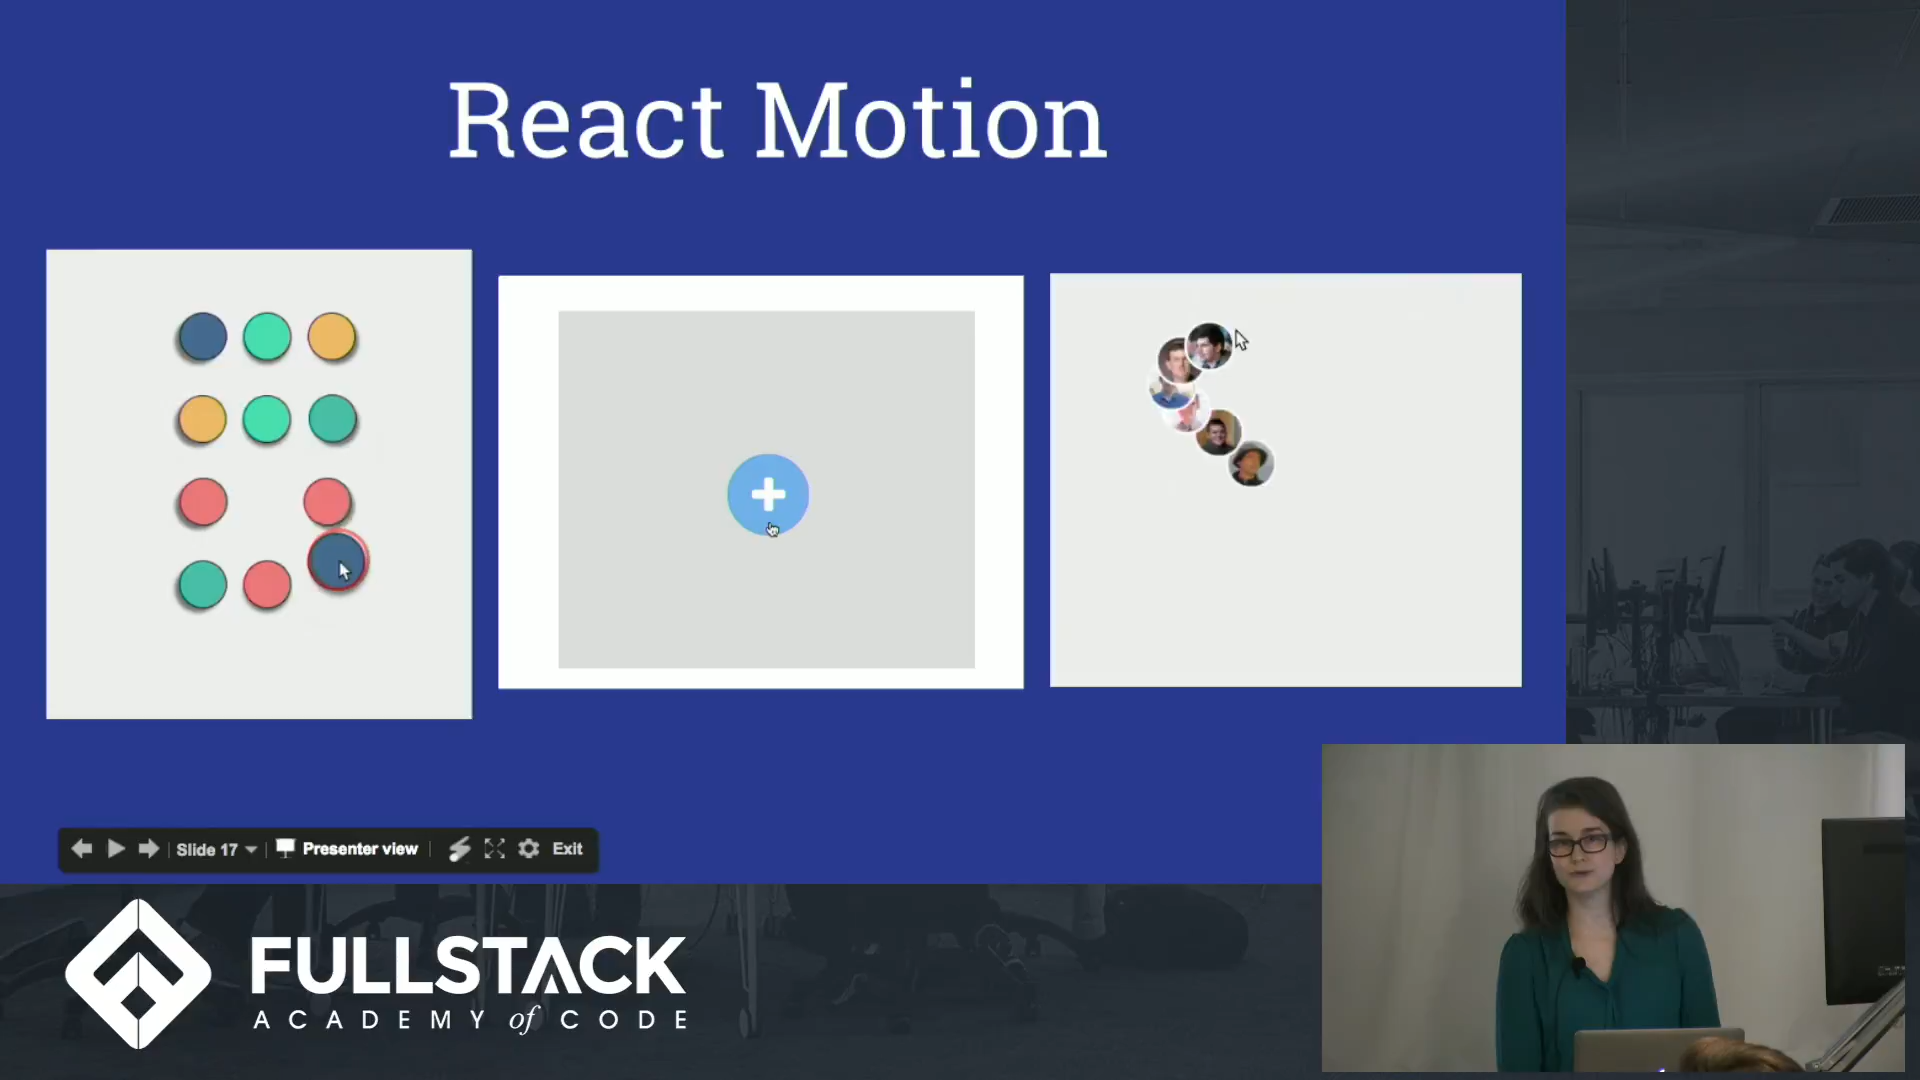 React Motion
Slide 17
Presenter view
Exit
FULLSTACK
ACADEMY of CODE